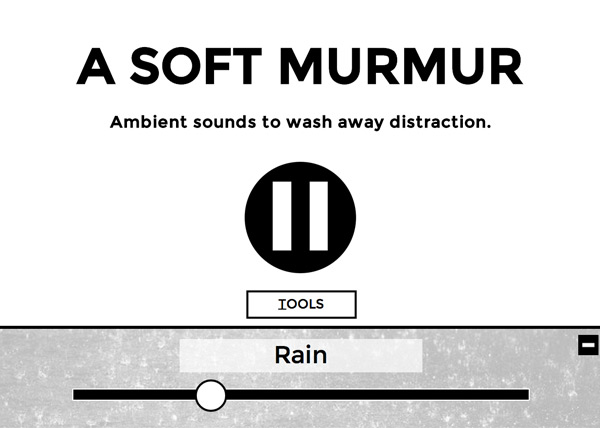 A SOFT MURMUR
Ambient sounds to wash away distraction.
TOOLS
Rain